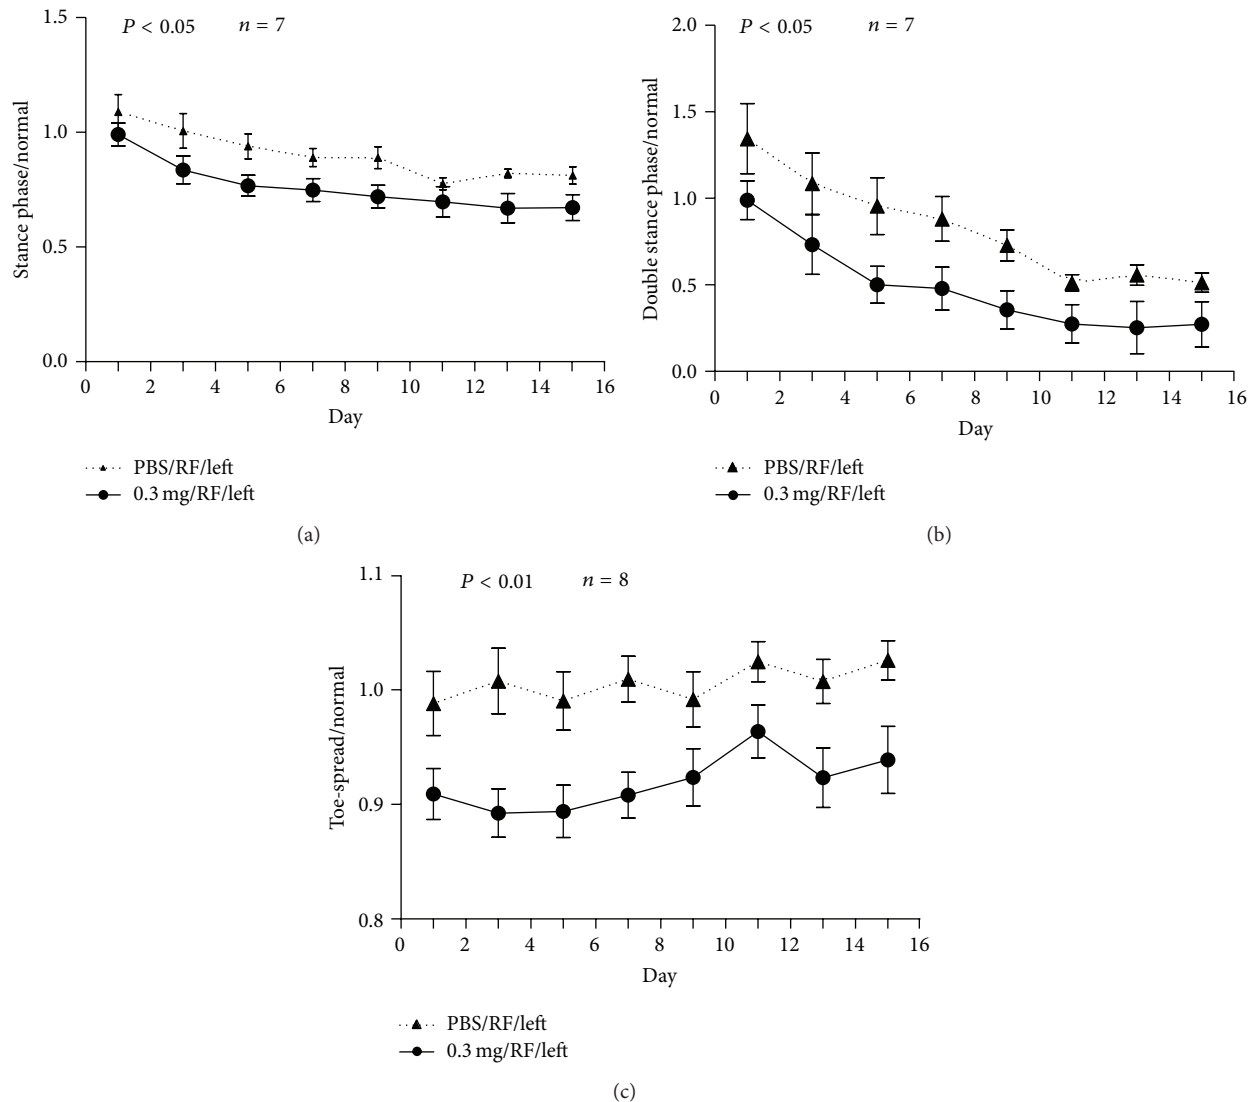 P < 0.05 n = 7
Stance phase/normal
1.5
1.0
0.5
0.0
0 2 4 6 8 10 12 14 16
Day
PBS/RF/left
0.3 mg/RF/left
(a)
P < 0.05 n = 7
Double stance phase/normal
2.0
1.5
1.0
0.5
0.0
0 2 4 6 8 10 12 14 16
Day
PBS/RF/left
0.3 mg/RF/left
(b)
P < 0.01 n = 8
Toe-spread/normal
1.1
1.0
0.9
0.8
0 2 4 6 8 10 12 14 16
Day
PBS/RF/left
0.3 mg/RF/left
(c)